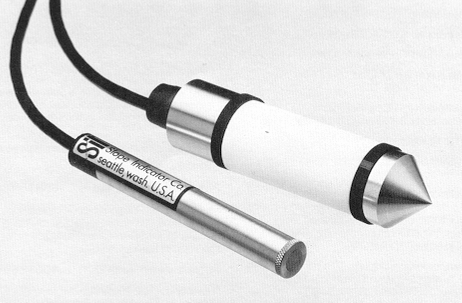 SI
Slope Indicator Co.
seattle, wash. U.S.A.